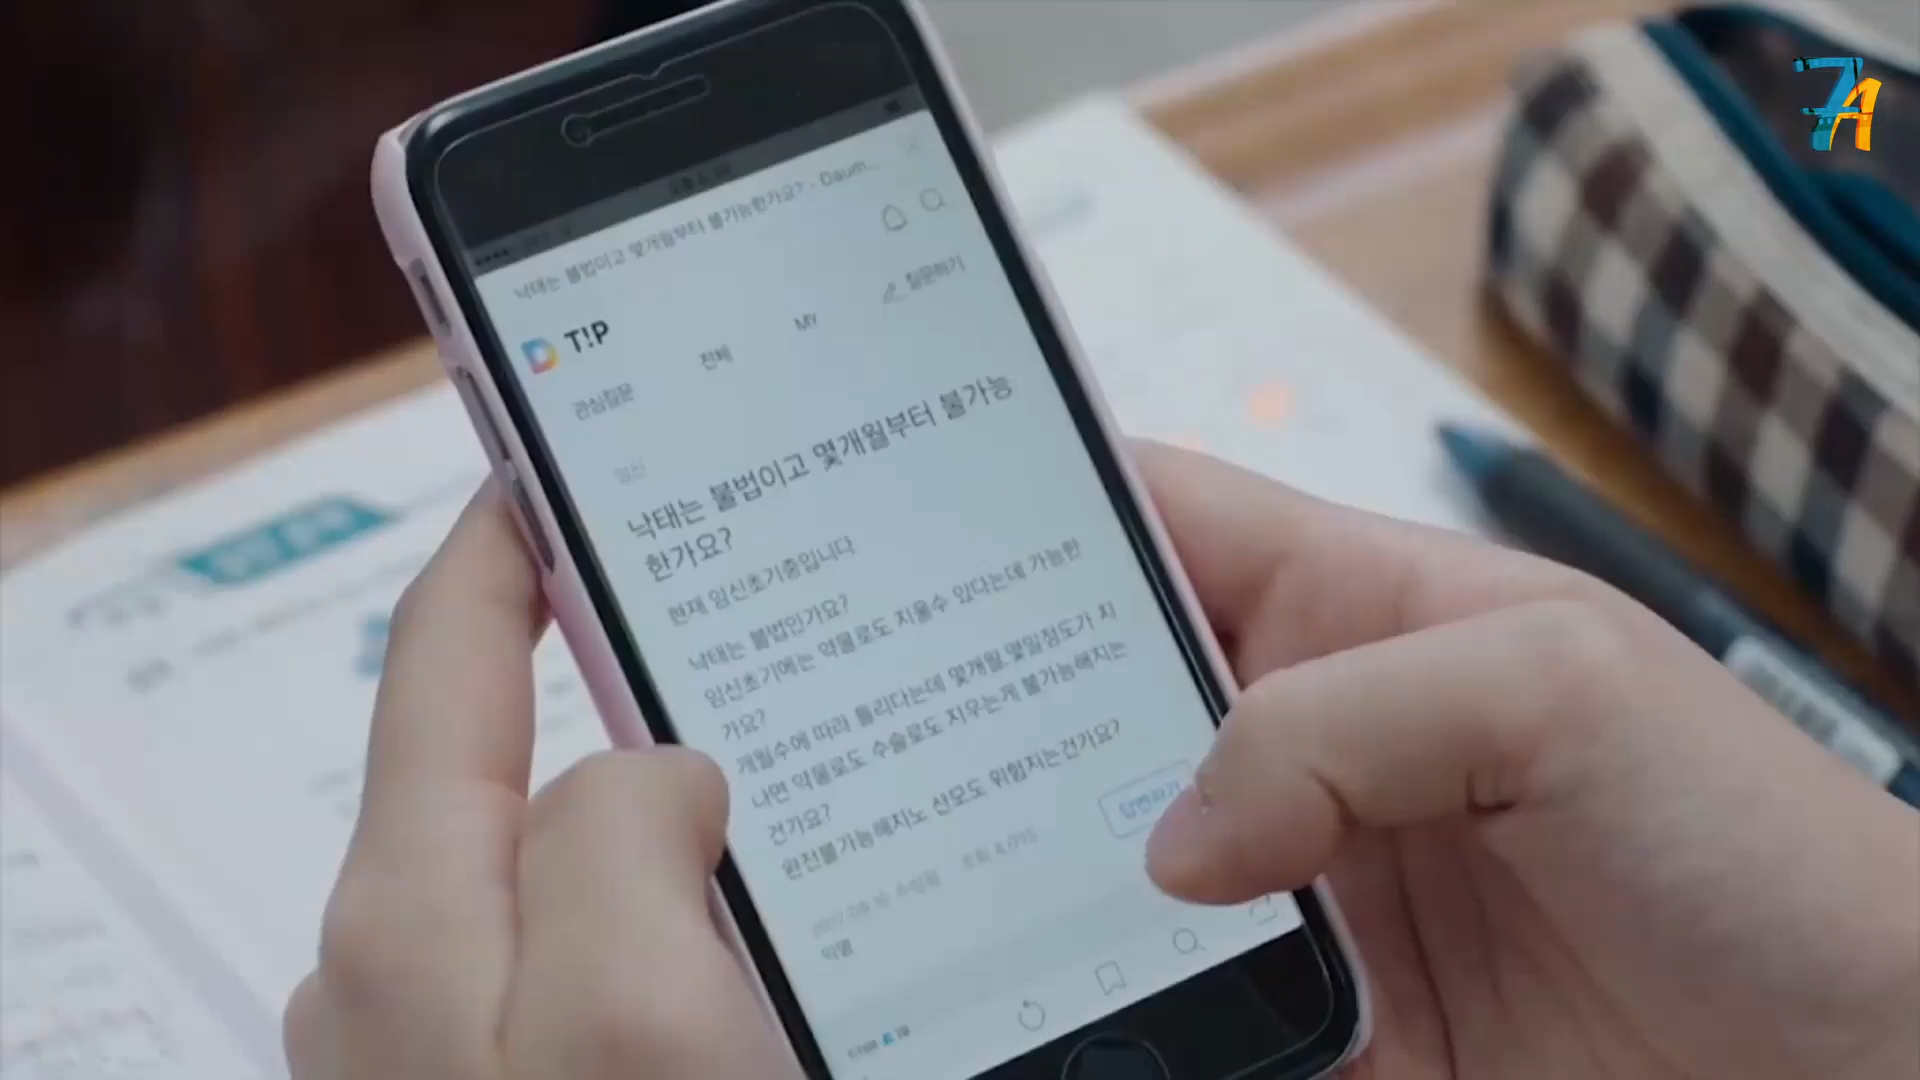 7A
낙태는 불법이고 몇개월부터 불가능한가요? - Daum...
T!P
질문하기
관심질문 전체 MY
임신
낙태는 불법이고 몇개월부터 불가능
한가요?
현재 임신초기중입니다
낙태는 불법인가요?
임신초기에는 약물로도 지울수 있다는데 가능한
가요?
개월수에 따라 틀리다는데 몇개월 몇일정도가 지
나면 약물로도 수술로도 지우는게 불가능해지는
건가요?
완전불가능해지노 산모도 위험지는건가요?
답변하기
조회 4,095
익명